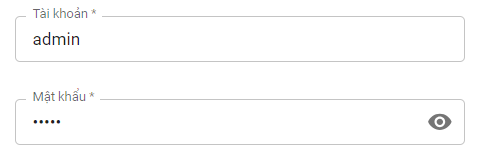 Tài khoản *
admin
Mật khẩu *
•••••